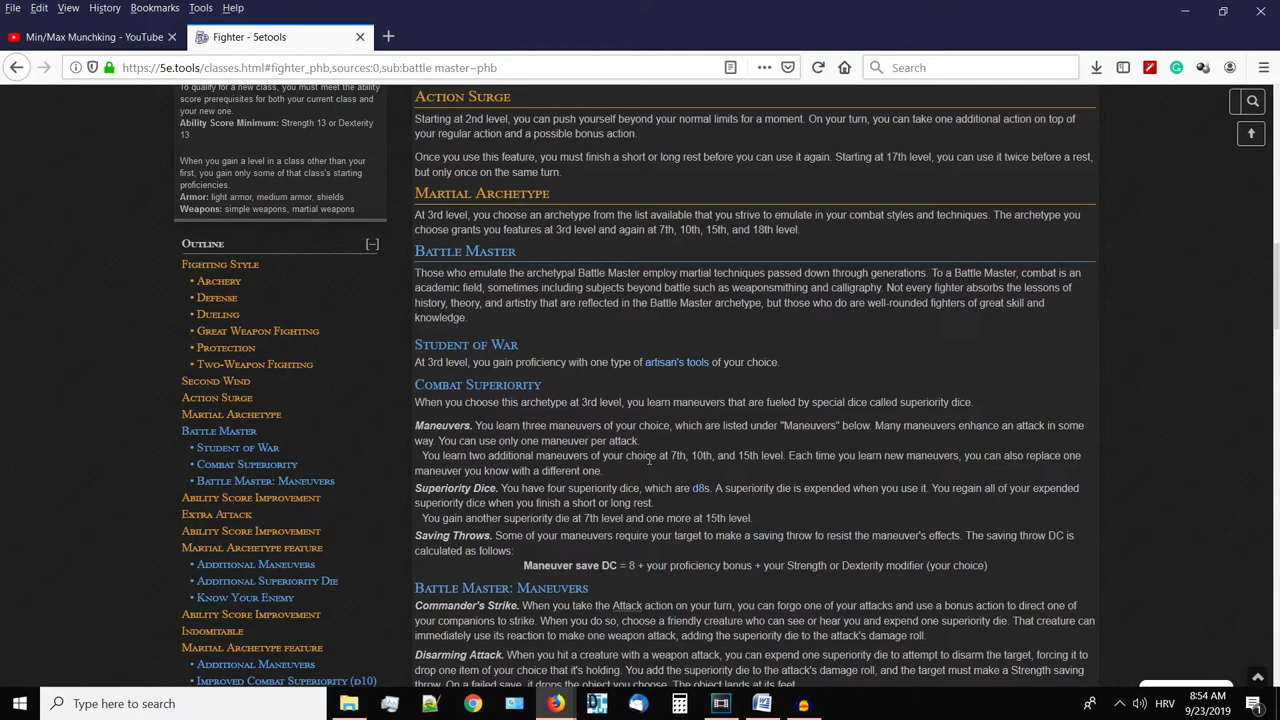 File Edit View History Bookmarks Tools Help
Min/Max Munchking - YouTube
Fighter - 5etools
https://5e.tools/classes.html#fighter_phb,sources:0,sub:battle master~phb
Search
To qualify for a new class, you must meet the ability
score prerequisites for both your current class and
your new one.
Ability Score Minimum: Strength 13 or Dexterity
13
When you gain a level in a class other than your
first, you gain only some of that class's starting
proficiencies.
Armor: light armor, medium armor, shields
Weapons: simple weapons, martial weapons
Outline [–]
Fighting Style
• Archery
• Defense
• Dueling
• Great Weapon Fighting
• Protection
• Two-Weapon Fighting
Second Wind
Action Surge
Martial Archetype
Battle Master
• Student of War
• Combat Superiority
• Battle Master: Maneuvers
Ability Score Improvement
Extra Attack
Ability Score Improvement
Martial Archetype feature
• Additional Maneuvers
• Additional Superiority Die
• Know Your Enemy
Ability Score Improvement
Indomitable
Martial Archetype feature
• Additional Maneuvers
• Improved Combat Superiority (d10)
Action Surge
Starting at 2nd level, you can push yourself beyond your normal limits for a moment. On your turn, you can take one additional action on top of
your regular action and a possible bonus action.
Once you use this feature, you must finish a short or long rest before you can use it again. Starting at 17th level, you can use it twice before a rest,
but only once on the same turn.
Martial Archetype
At 3rd level, you choose an archetype from the list available that you strive to emulate in your combat styles and techniques. The archetype you
choose grants you features at 3rd level and again at 7th, 10th, 15th, and 18th level.
Battle Master
Those who emulate the archetypal Battle Master employ martial techniques passed down through generations. To a Battle Master, combat is an
academic field, sometimes including subjects beyond battle such as weaponsmithing and calligraphy. Not every fighter absorbs the lessons of
history, theory, and artistry that are reflected in the Battle Master archetype, but those who do are well-rounded fighters of great skill and
knowledge.
Student of War
At 3rd level, you gain proficiency with one type of artisan's tools of your choice.
Combat Superiority
When you choose this archetype at 3rd level, you learn maneuvers that are fueled by special dice called superiority dice.
Maneuvers. You learn three maneuvers of your choice, which are listed under "Maneuvers" below. Many maneuvers enhance an attack in some
way. You can use only one maneuver per attack.
You learn two additional maneuvers of your choice at 7th, 10th, and 15th level. Each time you learn new maneuvers, you can also replace one
maneuver you know with a different one.
Superiority Dice. You have four superiority dice, which are d8s. A superiority die is expended when you use it. You regain all of your expended
superiority dice when you finish a short or long rest.
You gain another superiority die at 7th level and one more at 15th level.
Saving Throws. Some of your maneuvers require your target to make a saving throw to resist the maneuver's effects. The saving throw DC is
calculated as follows:
Maneuver save DC = 8 + your proficiency bonus + your Strength or Dexterity modifier (your choice)
Battle Master: Maneuvers
Commander's Strike. When you take the Attack action on your turn, you can forgo one of your attacks and use a bonus action to direct one of
your companions to strike. When you do so, choose a friendly creature who can see or hear you and expend one superiority die. That creature can
immediately use its reaction to make one weapon attack, adding the superiority die to the attack's damage roll.
Disarming Attack. When you hit a creature with a weapon attack, you can expend one superiority die to attempt to disarm the target, forcing it to
drop one item of your choice that it's holding. You add the superiority die to the attack's damage roll, and the target must make a Strength saving
throw. On a failed save, it drops the object you choose. The object lands at its feet.
Type here to search
HRV
8:54 AM
9/23/2019